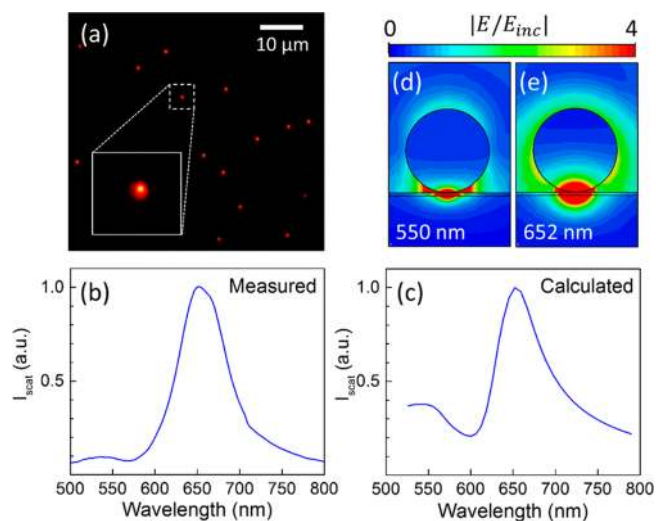 (a)
10 μm
|E/E_inc|
0
4
(d)
(e)
550 nm
652 nm
(b)
Measured
I_scat (a.u.)
1.0
0.5
500 550 600 650 700 750 800
Wavelength (nm)
(c)
Calculated
I_scat (a.u.)
1.0
0.5
500 550 600 650 700 750 800
Wavelength (nm)